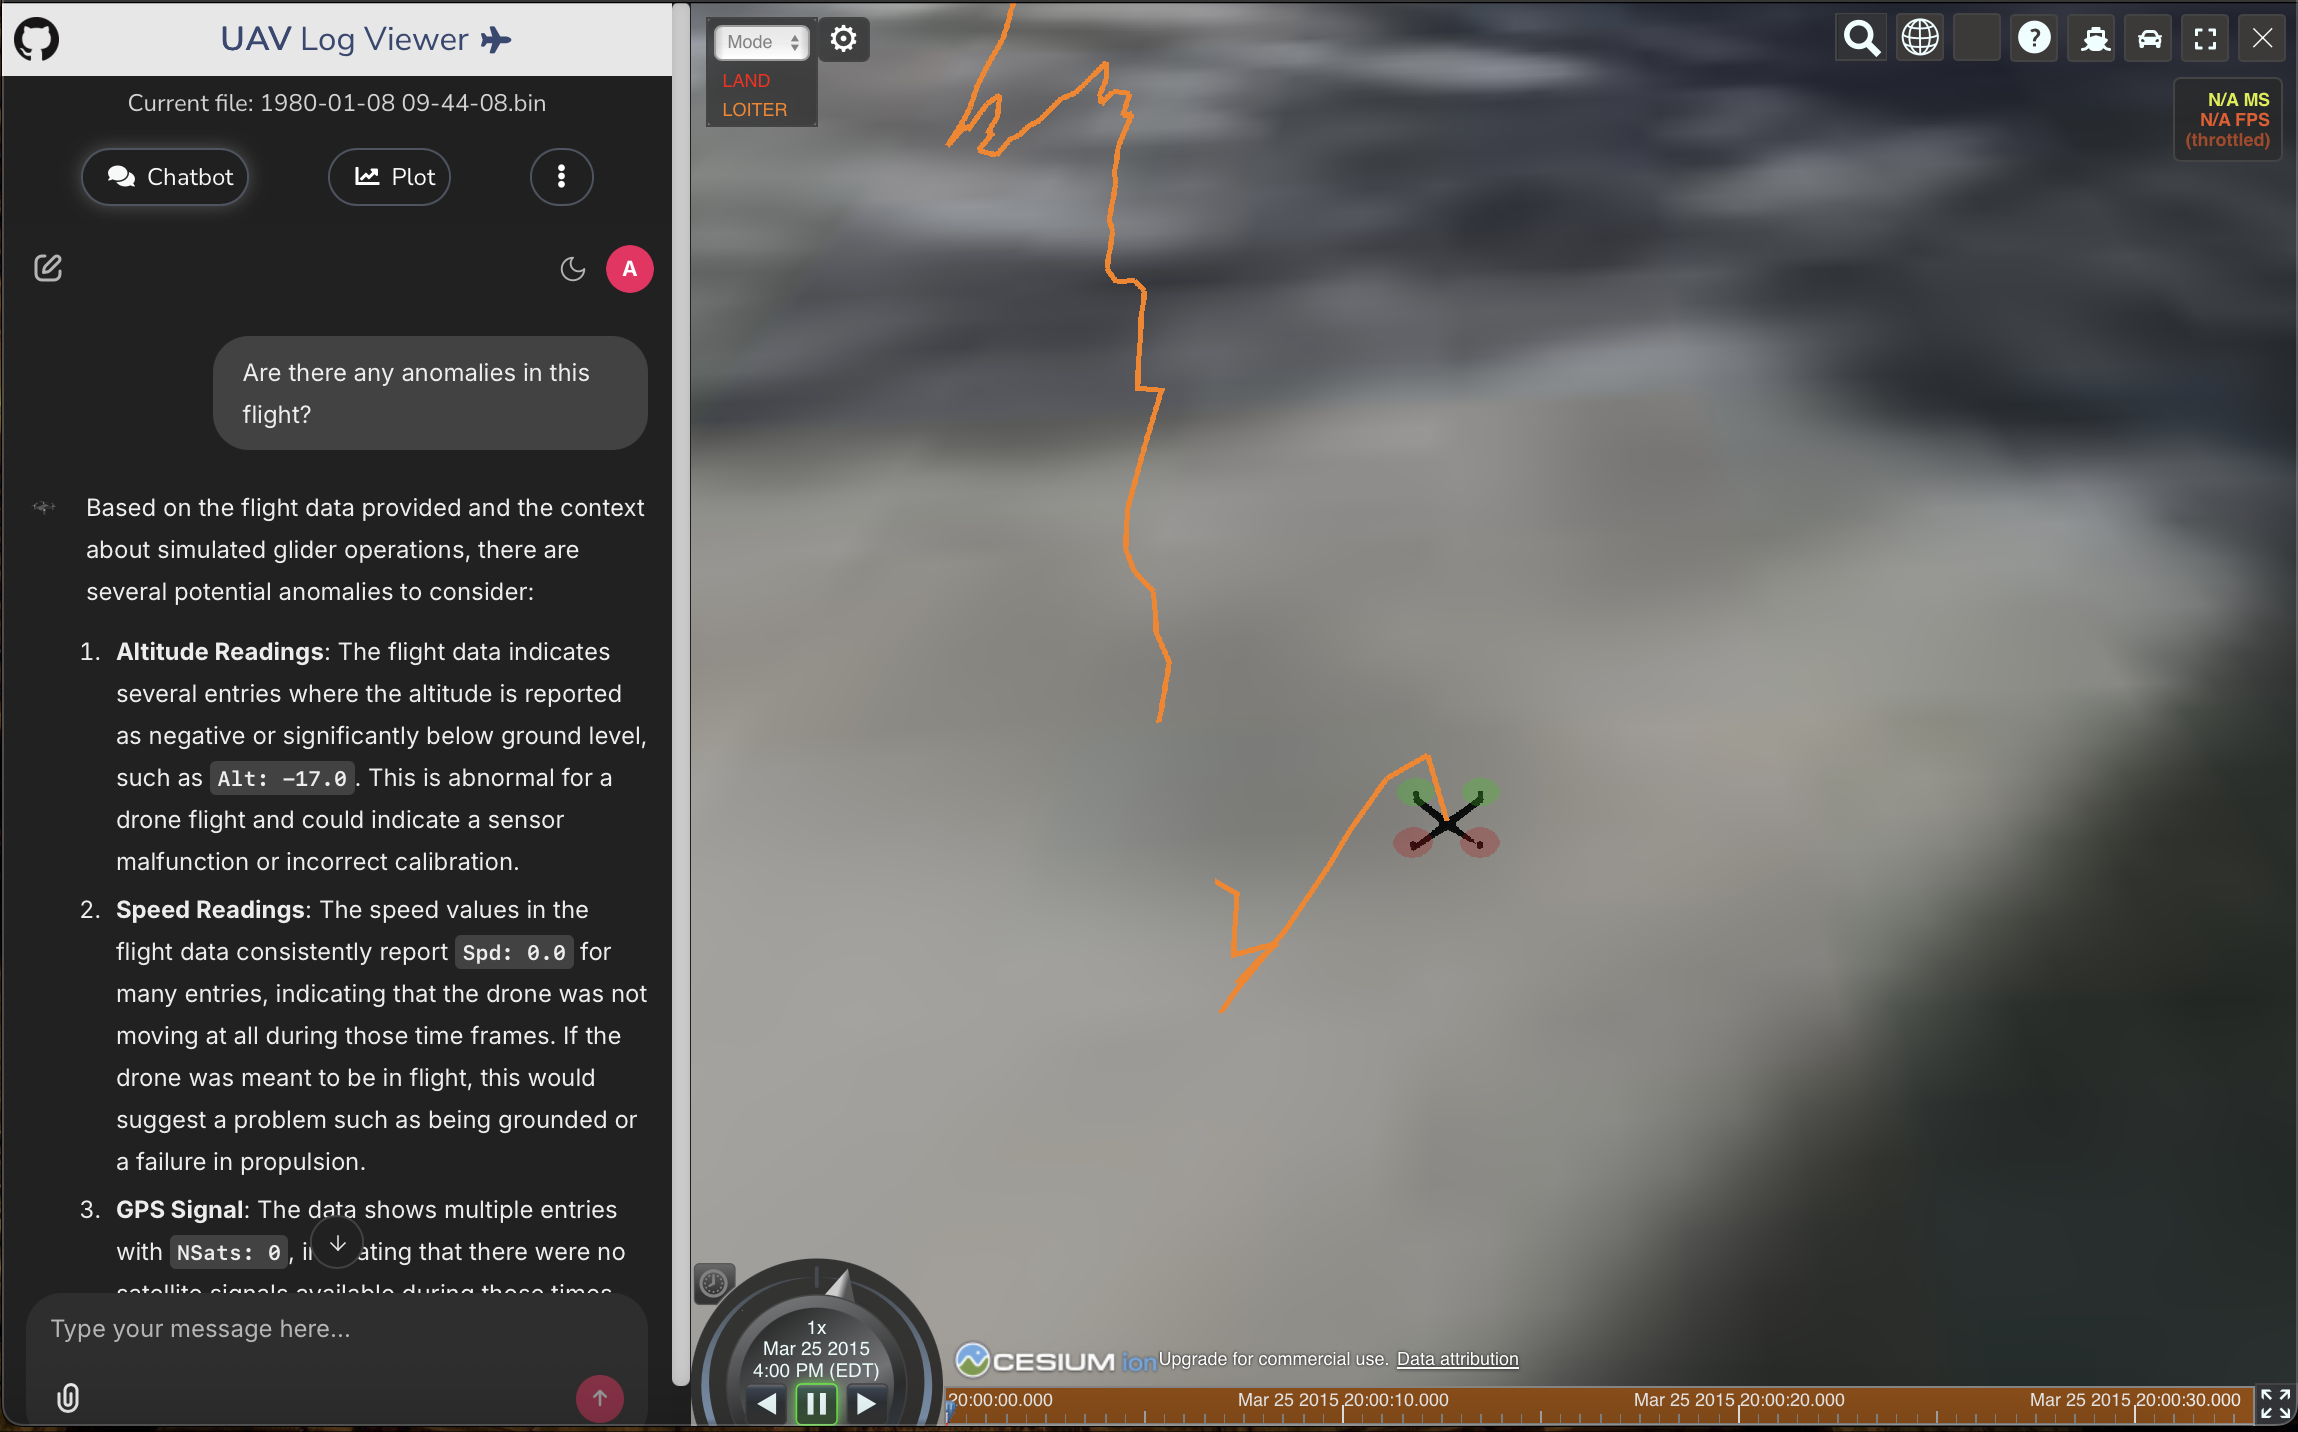 UAV Log Viewer
Current file: 1980-01-08 09-44-08.bin
Chatbot
Plot
A
Are there any anomalies in this
flight?
Based on the flight data provided and the context
about simulated glider operations, there are
several potential anomalies to consider:
1. Altitude Readings: The flight data indicates
several entries where the altitude is reported
as negative or significantly below ground level,
such as Alt: -17.0. This is abnormal for a
drone flight and could indicate a sensor
malfunction or incorrect calibration.
2. Speed Readings: The speed values in the
flight data consistently report Spd: 0.0 for
many entries, indicating that the drone was not
moving at all during those time frames. If the
drone was meant to be in flight, this would
suggest a problem such as being grounded or
a failure in propulsion.
3. GPS Signal: The data shows multiple entries
with NSats: 0, indicating that there were no
satellite signals available during those times
Type your message here...
Mode
LAND
LOITER
?
N/A MS
N/A FPS
(throttled)
1x
Mar 25 2015
4:00 PM (EDT)
CESIUM ion Upgrade for commercial use. Data attribution
20:00:00.000 Mar 25 2015 20:00:10.000 Mar 25 2015 20:00:20.000 Mar 25 2015 20:00:30.000